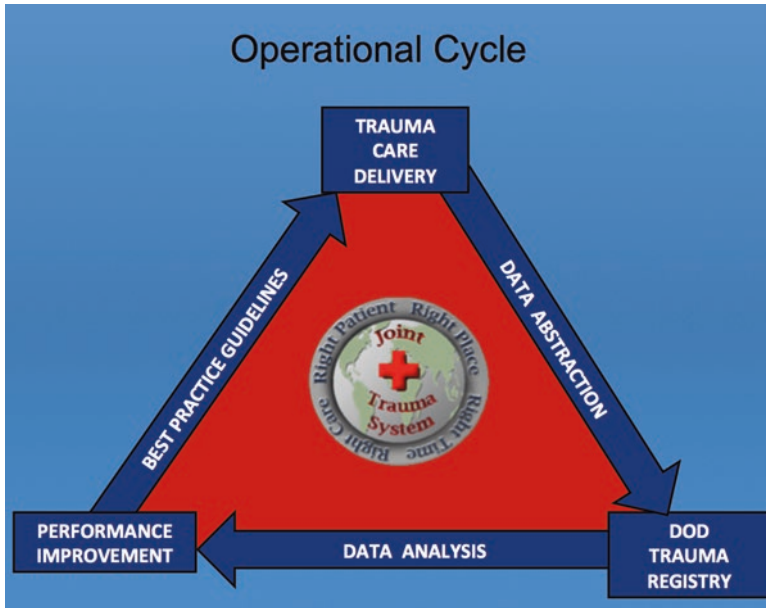 Operational Cycle
TRAUMA
CARE
DELIVERY
BEST PRACTICE GUIDELINES
DATA ABSTRACTION
Right Patient Right Place Right Time Right Care
Joint
Trauma
System
PERFORMANCE
IMPROVEMENT
DATA ANALYSIS
DOD
TRAUMA
REGISTRY